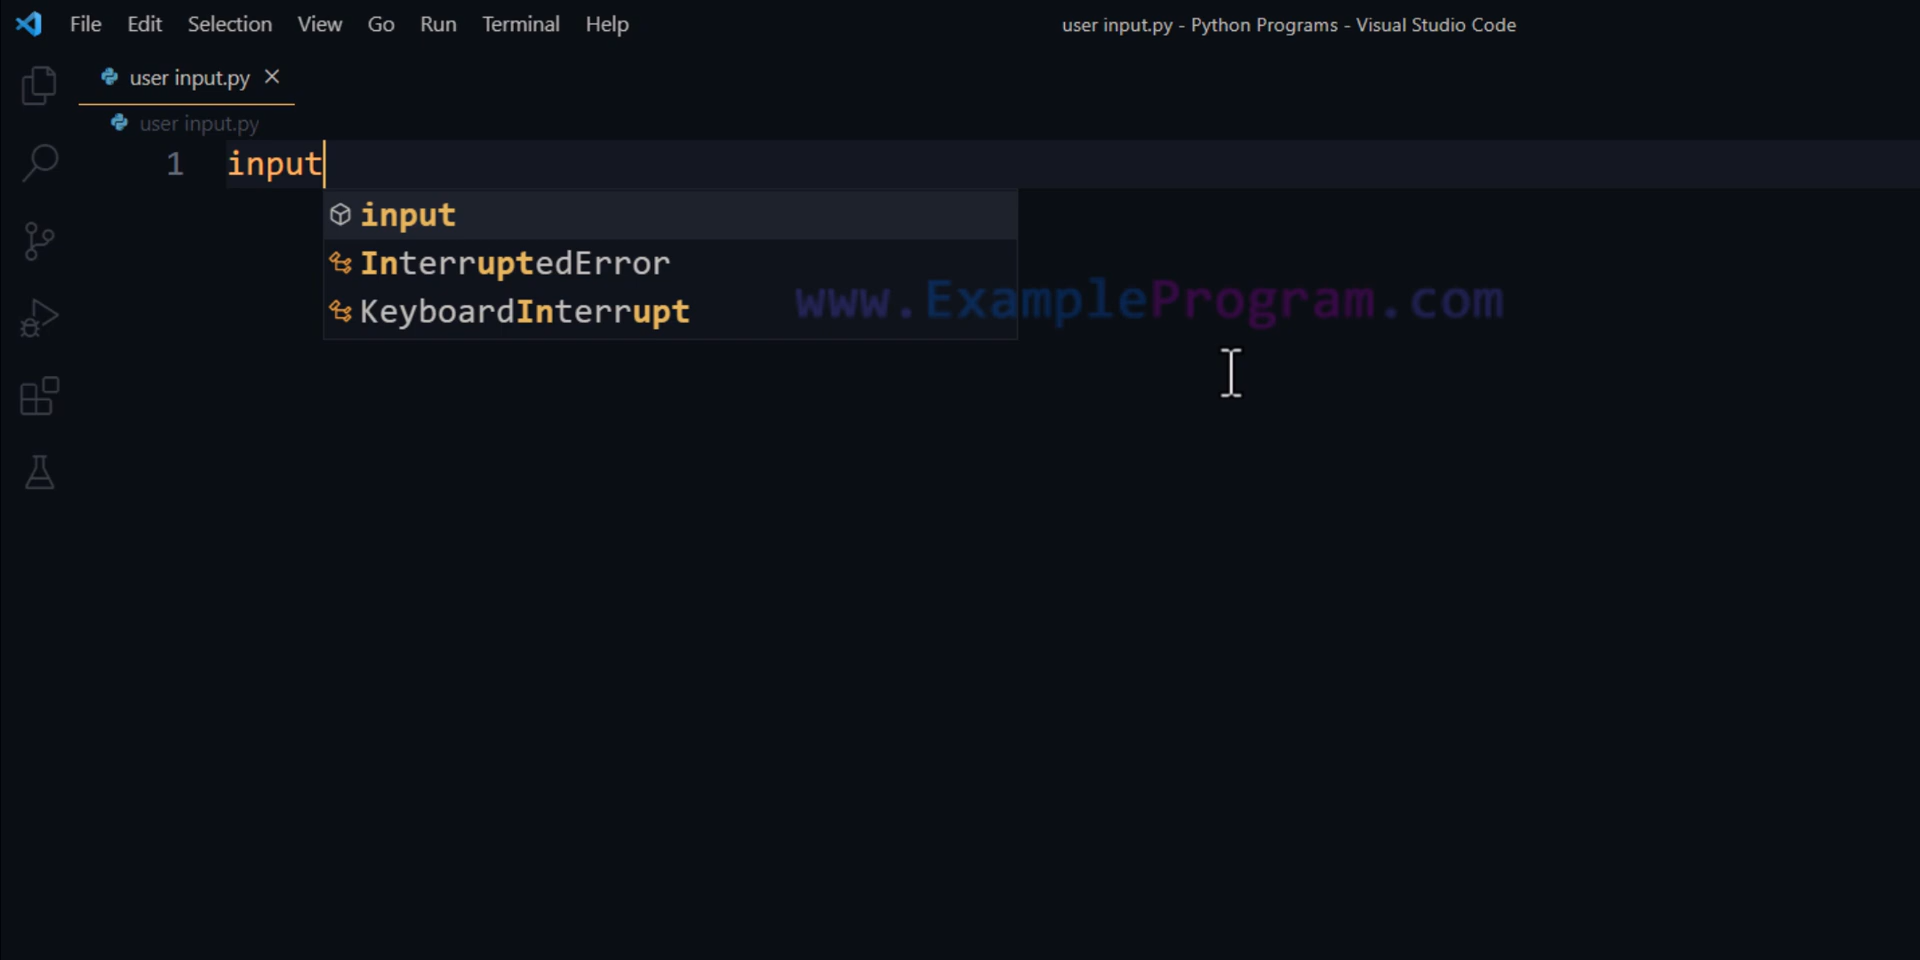 File Edit Selection View Go Run Terminal Help
user input.py - Python Programs - Visual Studio Code
user input.py
user input.py
1 input
input
InterruptedError
KeyboardInterrupt
www.ExampleProgram.com